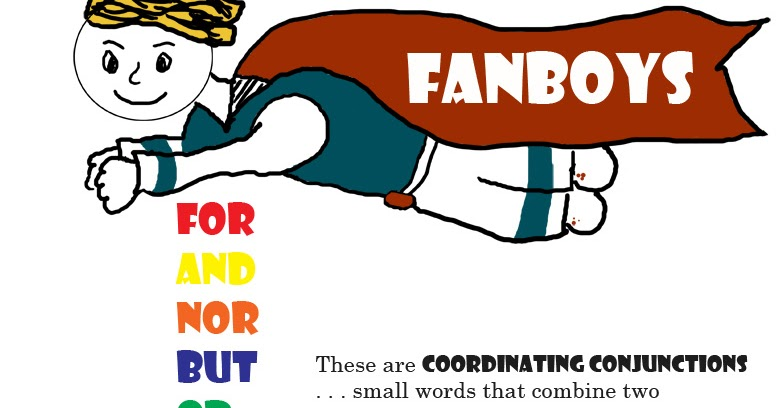 FANBOYS
FOR
AND
NOR
BUT
These are COORDINATING CONJUNCTIONS
. . . small words that combine two